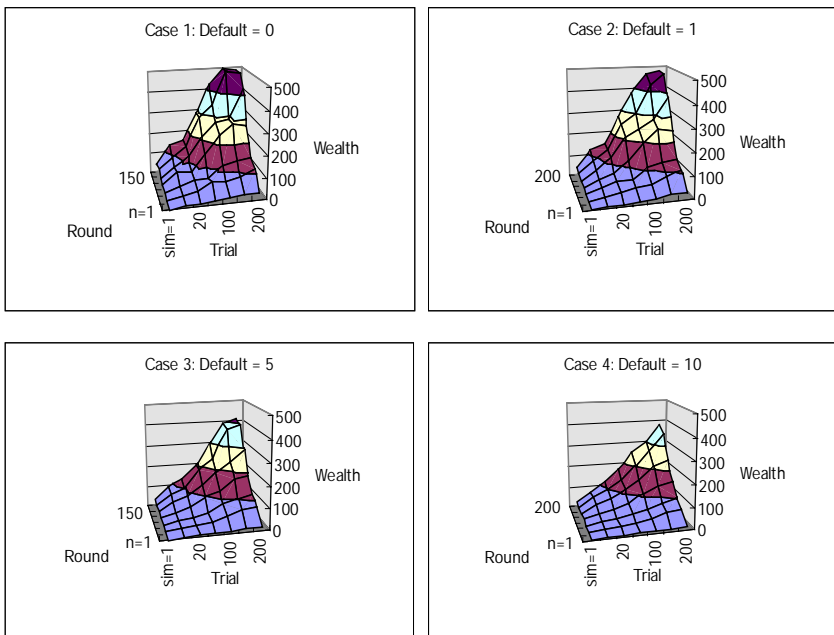 Case 1: Default = 0
500
400
300
200
100
0
Wealth
150
n=1
Round
sim=1
20
100
200
Trial
Case 2: Default = 1
500
400
300
200
100
0
Wealth
200
n=1
Round
sim=1
20
100
200
Trial
Case 3: Default = 5
500
400
300
200
100
0
Wealth
150
n=1
Round
sim=1
20
100
200
Trial
Case 4: Default = 10
500
400
300
200
100
0
Wealth
200
n=1
Round
sim=1
20
100
200
Trial